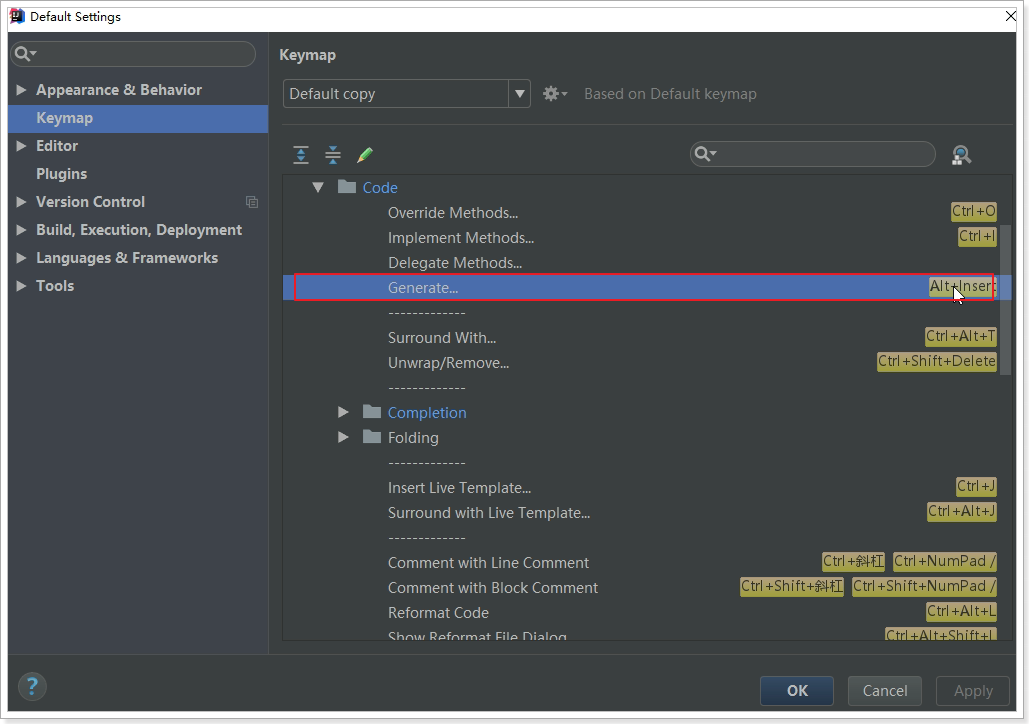 Default Settings
Appearance & Behavior
Keymap
Editor
Plugins
Version Control
Build, Execution, Deployment
Languages & Frameworks
Tools
Keymap
Default copy
Based on Default keymap
Code
Override Methods... Ctrl+O
Implement Methods... Ctrl+I
Delegate Methods...
Generate... Alt+Insert
-------------
Surround With... Ctrl+Alt+T
Unwrap/Remove... Ctrl+Shift+Delete
-------------
Completion
Folding
-------------
Insert Live Template... Ctrl+J
Surround with Live Template... Ctrl+Alt+J
-------------
Comment with Line Comment Ctrl+斜杠 Ctrl+NumPad /
Comment with Block Comment Ctrl+Shift+斜杠 Ctrl+Shift+NumPad /
Reformat Code Ctrl+Alt+L
Show Reformat File Dialog Ctrl+Alt+Shift+L
?
OK
Cancel
Apply